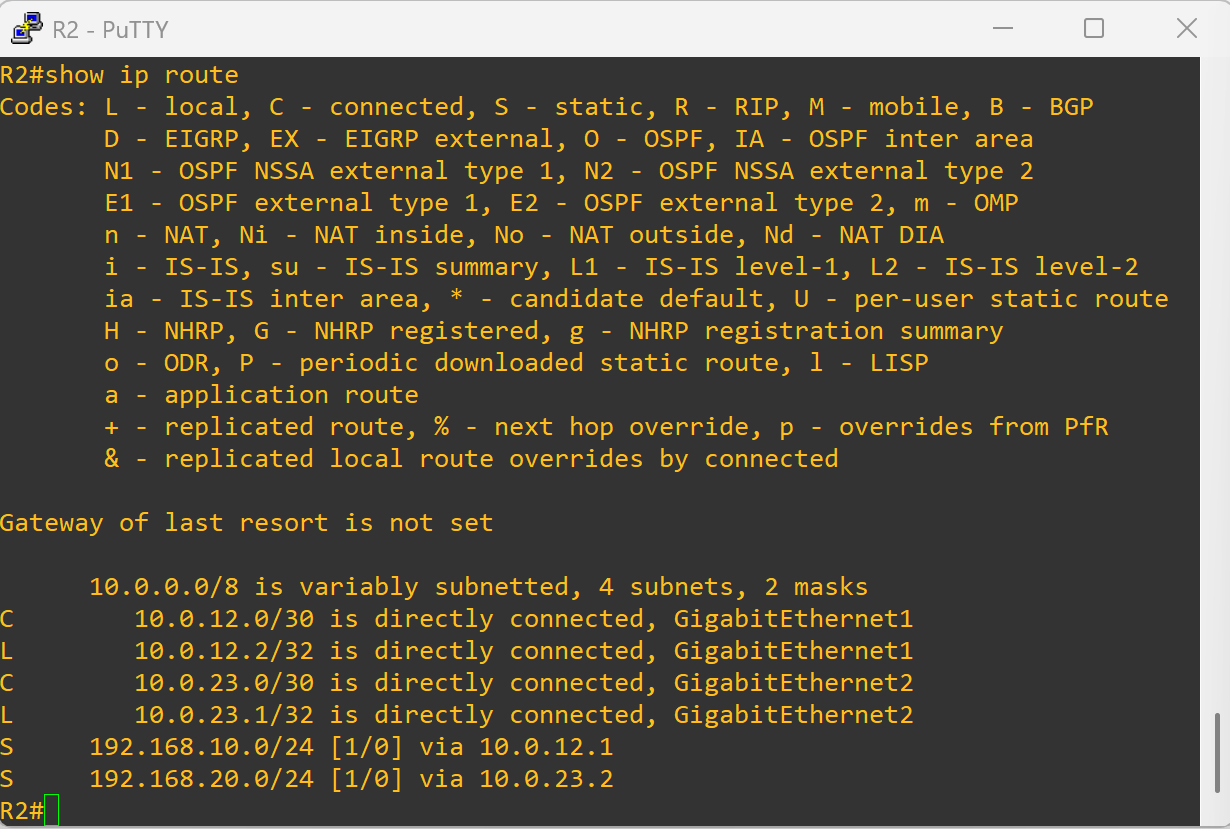 R2 - PuTTY
R2#show ip route
Codes: L - local, C - connected, S - static, R - RIP, M - mobile, B - BGP
       D - EIGRP, EX - EIGRP external, O - OSPF, IA - OSPF inter area
       N1 - OSPF NSSA external type 1, N2 - OSPF NSSA external type 2
       E1 - OSPF external type 1, E2 - OSPF external type 2, m - OMP
       n - NAT, Ni - NAT inside, No - NAT outside, Nd - NAT DIA
       i - IS-IS, su - IS-IS summary, L1 - IS-IS level-1, L2 - IS-IS level-2
       ia - IS-IS inter area, * - candidate default, U - per-user static route
       H - NHRP, G - NHRP registered, g - NHRP registration summary
       o - ODR, P - periodic downloaded static route, l - LISP
       a - application route
       + - replicated route, % - next hop override, p - overrides from PfR
       & - replicated local route overrides by connected

Gateway of last resort is not set

      10.0.0.0/8 is variably subnetted, 4 subnets, 2 masks
C        10.0.12.0/30 is directly connected, GigabitEthernet1
L        10.0.12.2/32 is directly connected, GigabitEthernet1
C        10.0.23.0/30 is directly connected, GigabitEthernet2
L        10.0.23.1/32 is directly connected, GigabitEthernet2
S     192.168.10.0/24 [1/0] via 10.0.12.1
S     192.168.20.0/24 [1/0] via 10.0.23.2
R2#